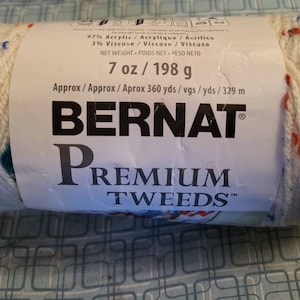 97% Acrylic / Acrylique / Acrílico
3% Viscose / Viscose / Viscosa
NET WEIGHT • POIDS NET • PESO NETO
7 oz / 198 g
Approx / Approx / Aprox 360 yds / vgs / yds / 329 m
BERNAT®
PREMIUM
TWEEDS™